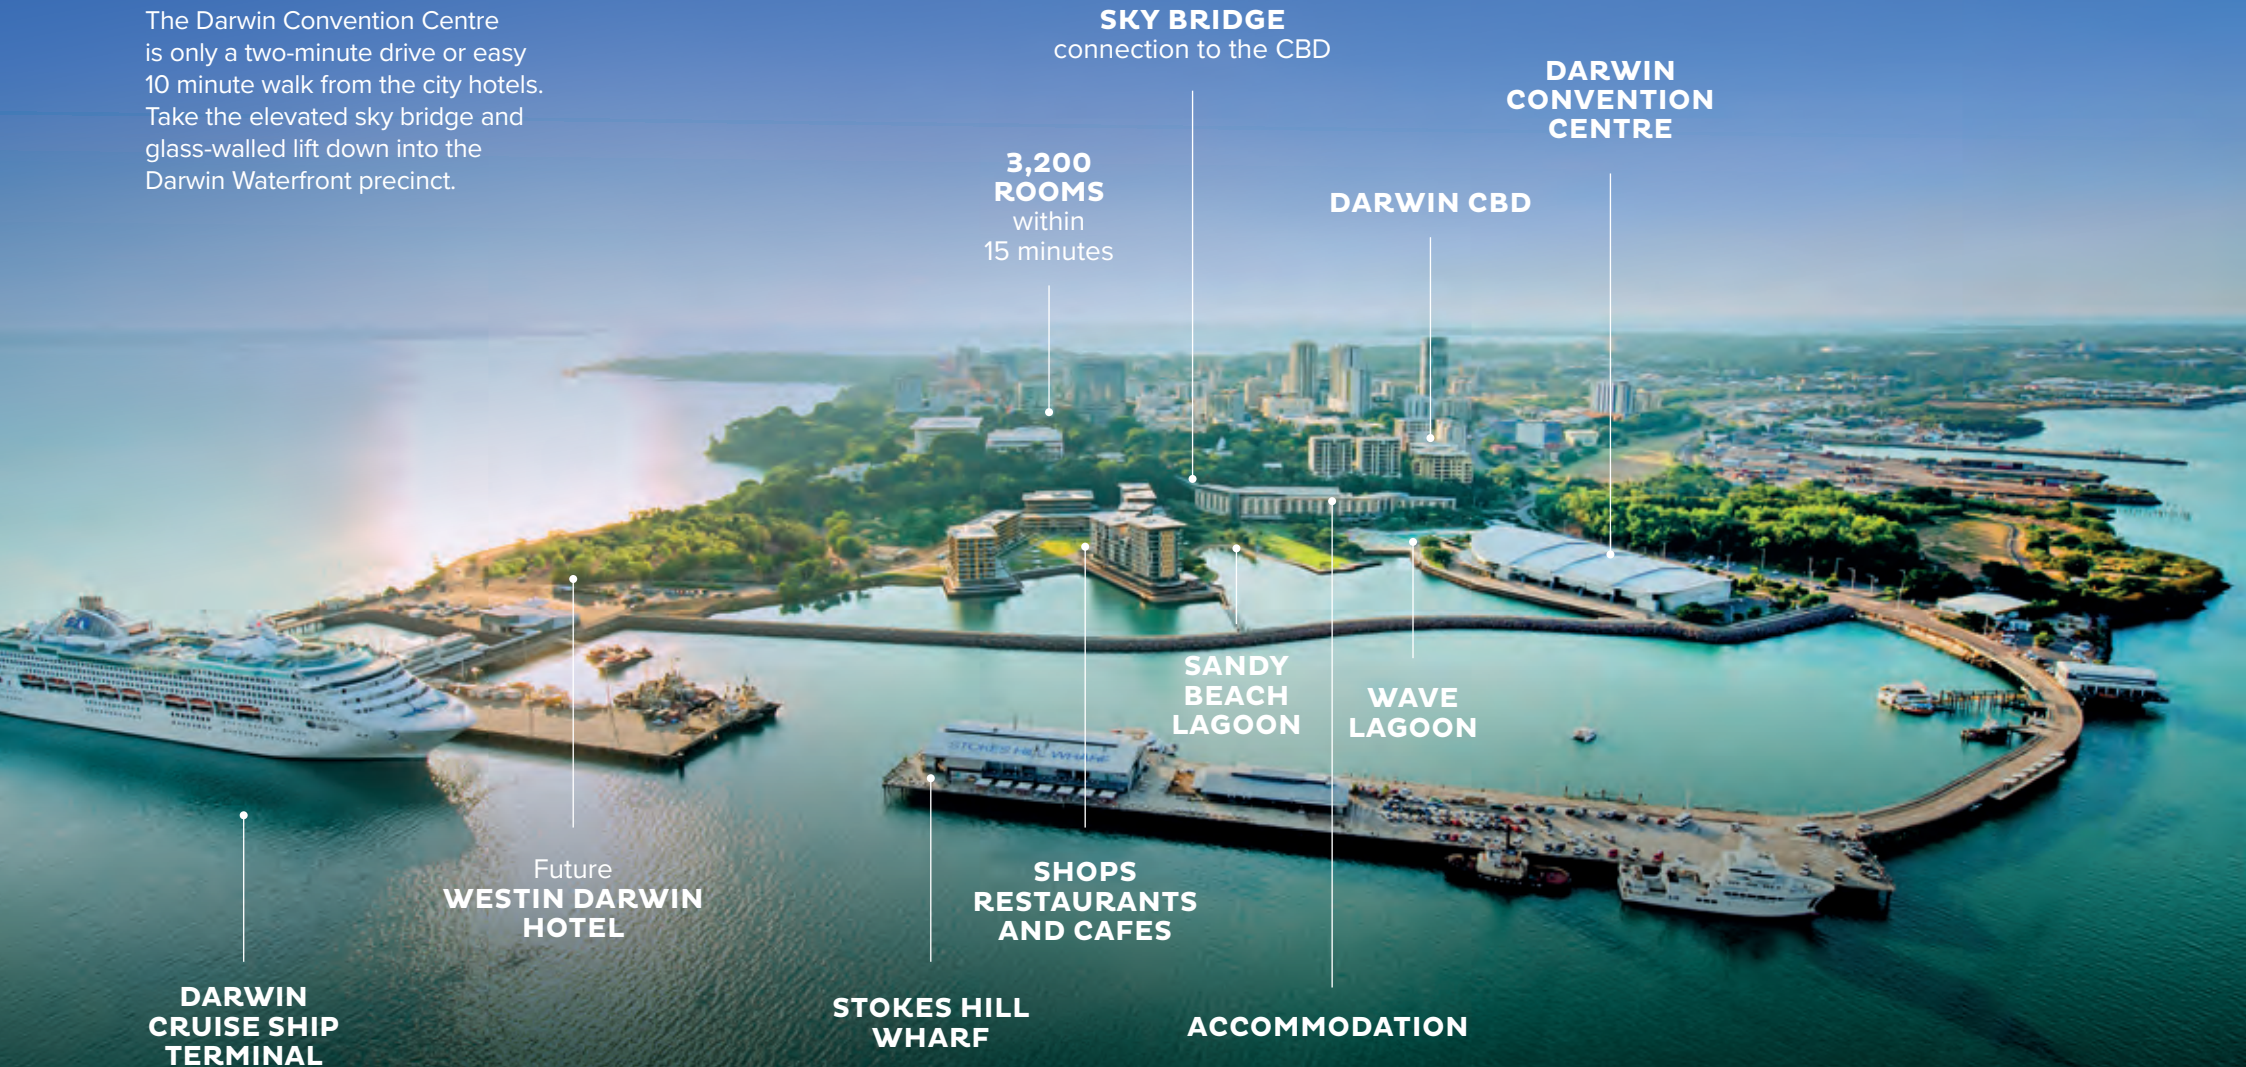 The Darwin Convention Centre
is only a two-minute drive or easy
10 minute walk from the city hotels.
Take the elevated sky bridge and
glass-walled lift down into the
Darwin Waterfront precinct.
SKY BRIDGE
connection to the CBD
DARWIN
CONVENTION
CENTRE
3,200
ROOMS
within
15 minutes
DARWIN CBD
SANDY
BEACH
LAGOON
WAVE
LAGOON
STOKES HILL WHARF
Future
WESTIN DARWIN
HOTEL
SHOPS
RESTAURANTS
AND CAFES
DARWIN
CRUISE SHIP
TERMINAL
STOKES HILL
WHARF
ACCOMMODATION